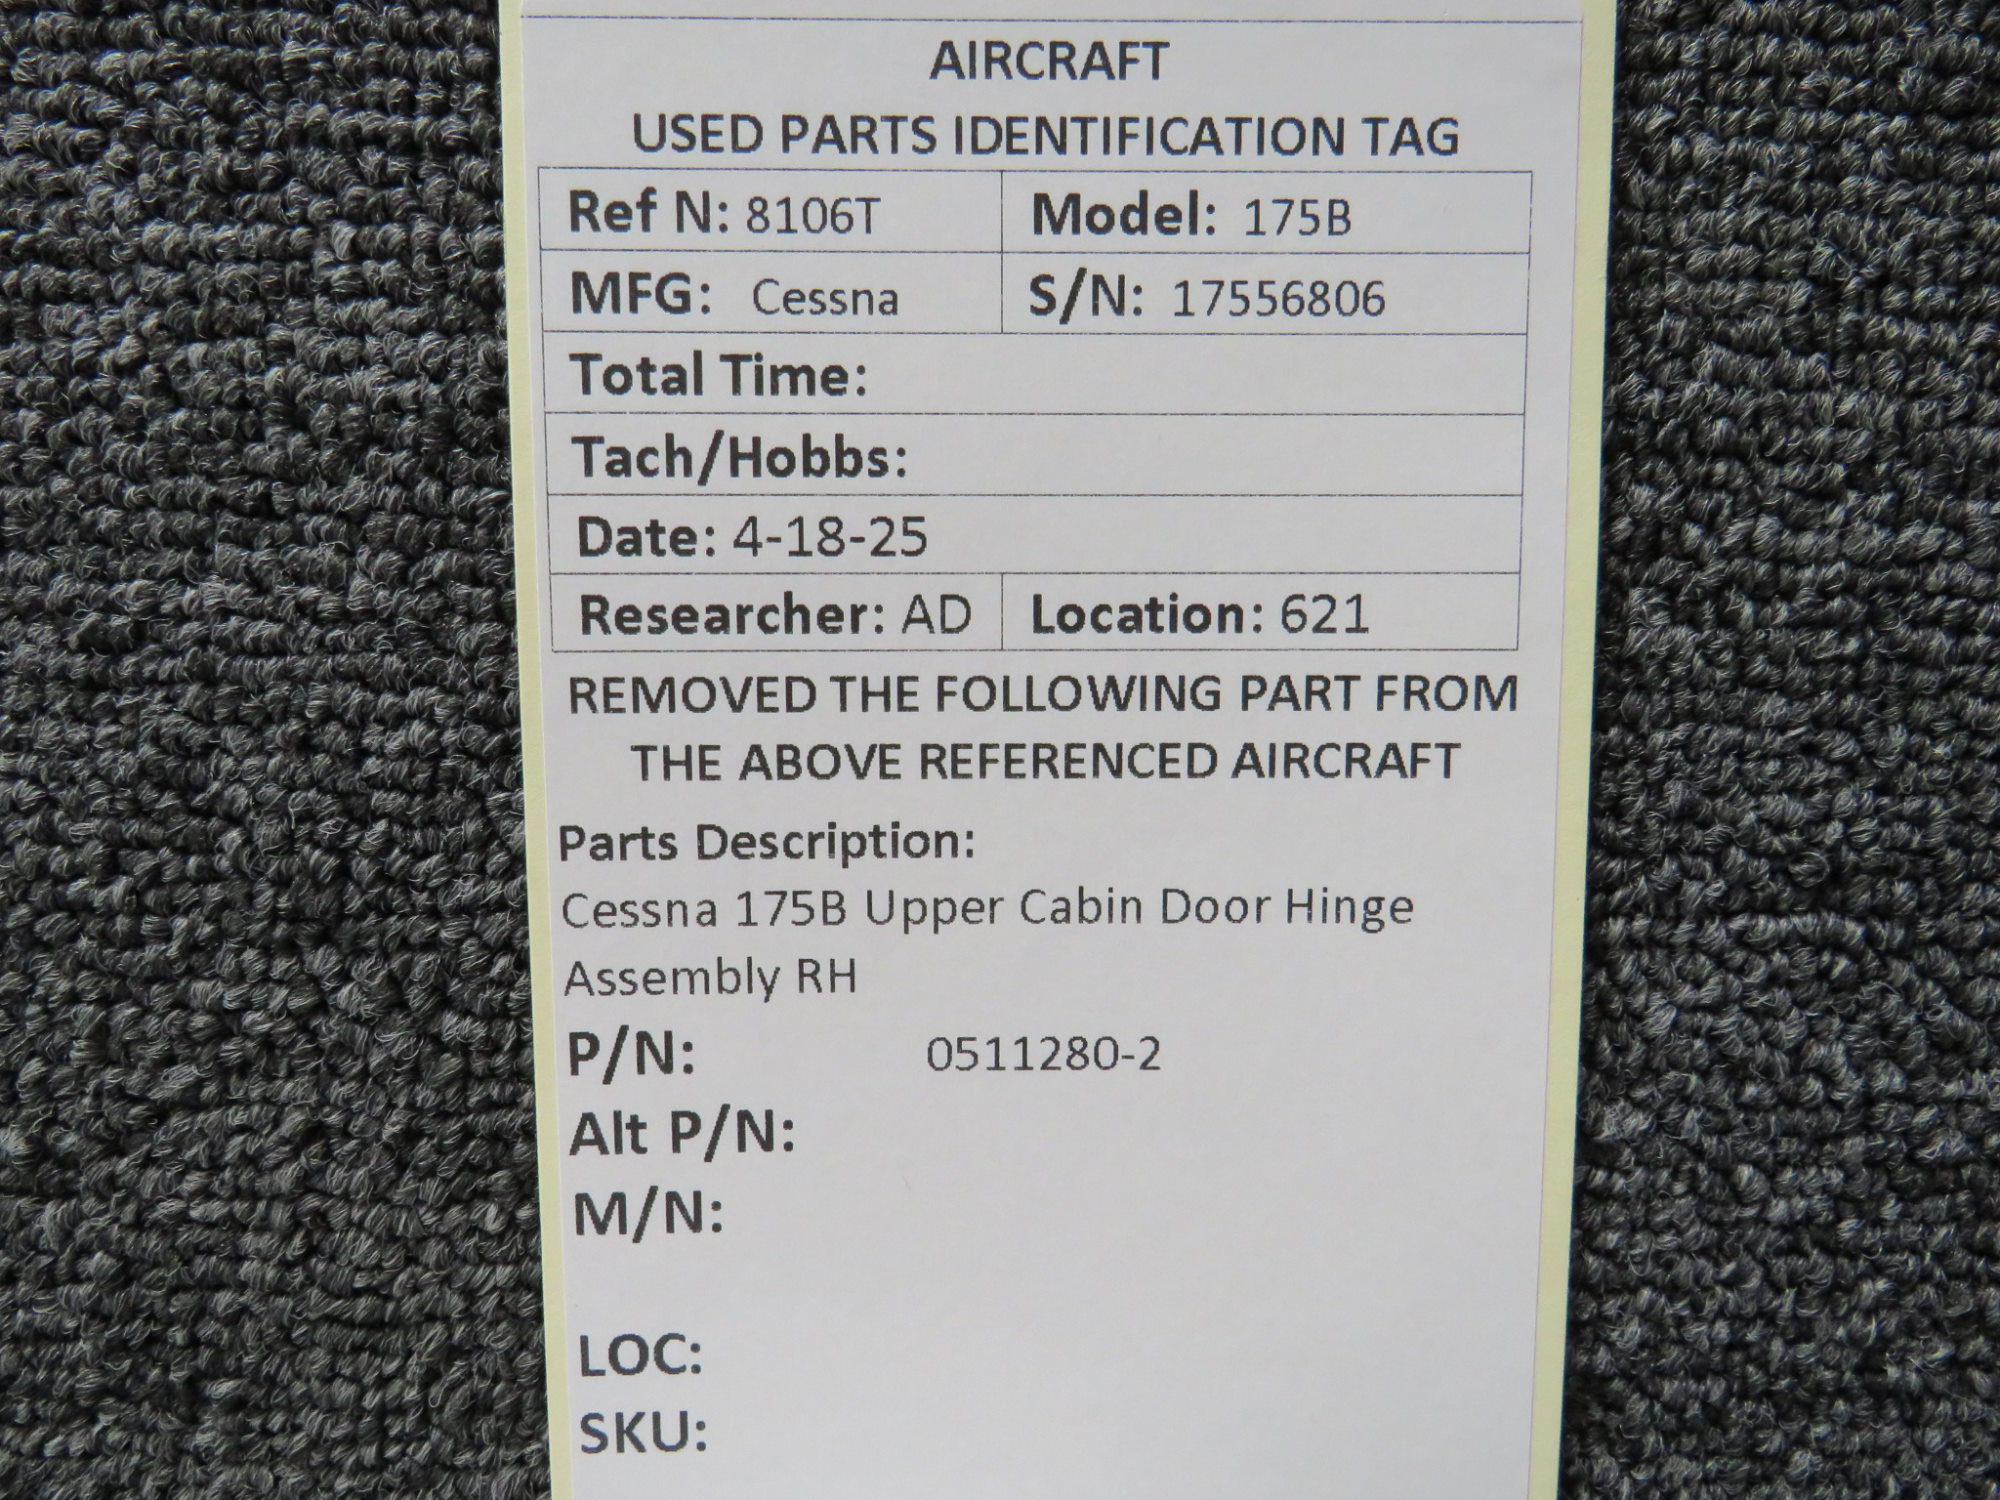 AIRCRAFT
USED PARTS IDENTIFICATION TAG
Ref N: 8106T Model: 175B
MFG: Cessna S/N: 17556806
Total Time:
Tach/Hobbs:
Date: 4-18-25
Researcher: AD Location: 621
REMOVED THE FOLLOWING PART FROM
THE ABOVE REFERENCED AIRCRAFT
Parts Description:
Cessna 175B Upper Cabin Door Hinge
Assembly RH
P/N: 0511280-2
Alt P/N:
M/N:
LOC:
SKU: